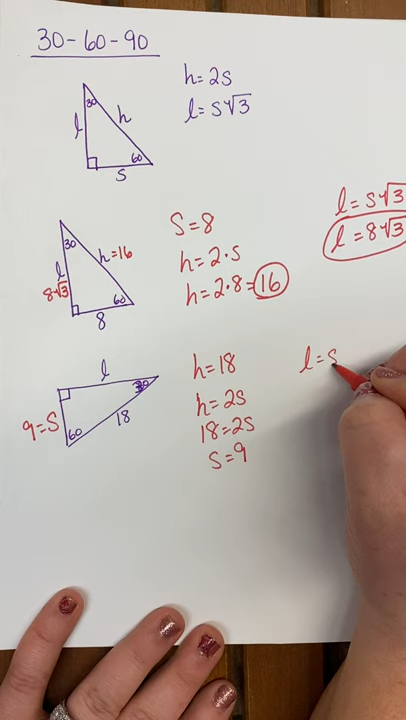 30-60-90
h=2s
l=s√3
30
l
h
60
s
s=8
h=2·s
h=2·8=16
l=s√3
l=8√3
30
l
h=16
8√3
60
8
h=18
h=2s
18=2s
s=9
l=s
l
30
9=s
60
18